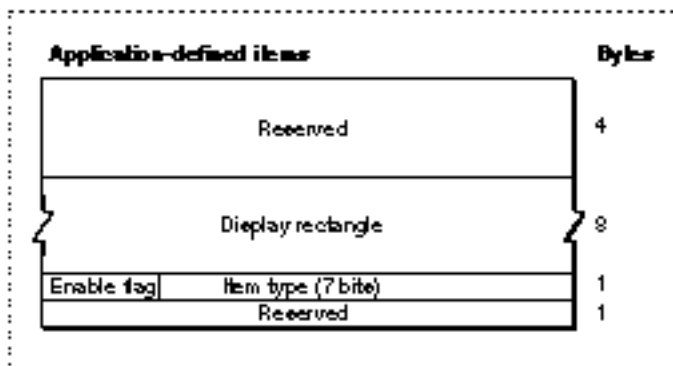 Application-defined items Bytes
Reserved 4
Display rectangle 8
Enable flag Item type (7 bits) 1
Reserved 1